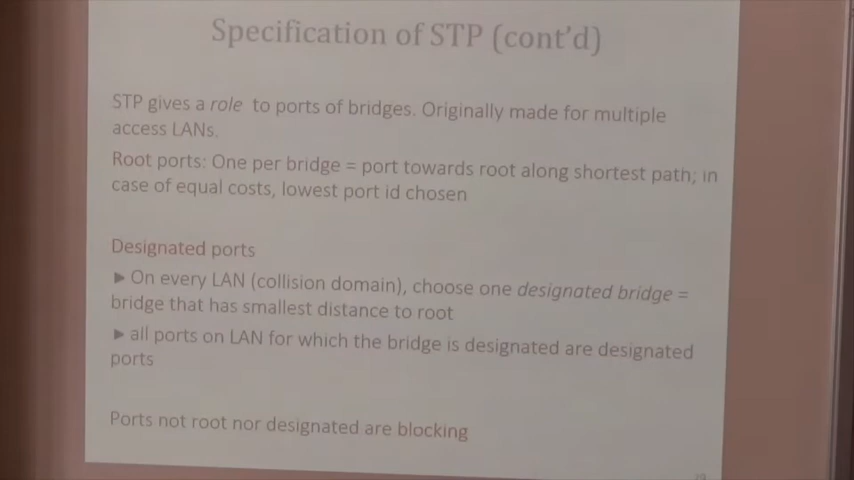 Specification of STP (cont'd)
STP gives a role to ports of bridges. Originally made for multiple
access LANs.
Root ports: One per bridge = port towards root along shortest path; in
case of equal costs, lowest port id chosen
Designated ports
► On every LAN (collision domain), choose one designated bridge =
bridge that has smallest distance to root
► all ports on LAN for which the bridge is designated are designated
ports
Ports not root nor designated are blocking